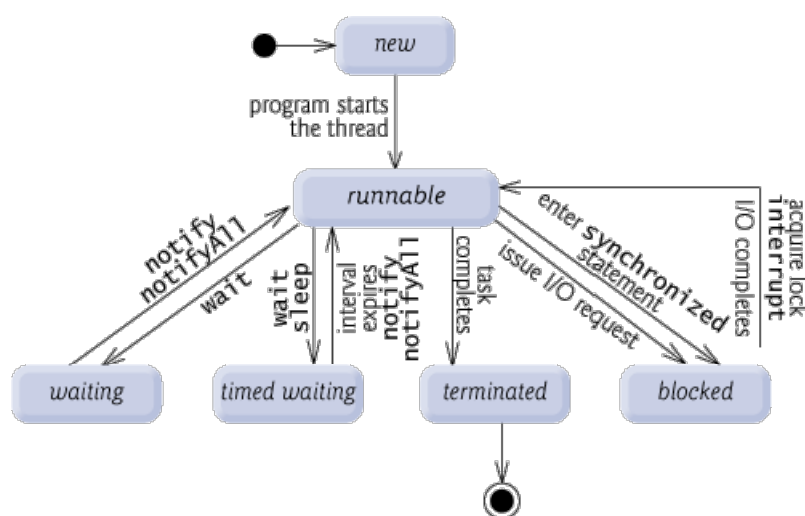 new
program starts
the thread
runnable
notify
notifyAll
wait
wait
sleep
interval
expires
notify
notifyAll
task
completes
enter synchronized
statement
issue I/O request
acquire lock
interrupt
I/O completes
waiting
timed waiting
terminated
blocked